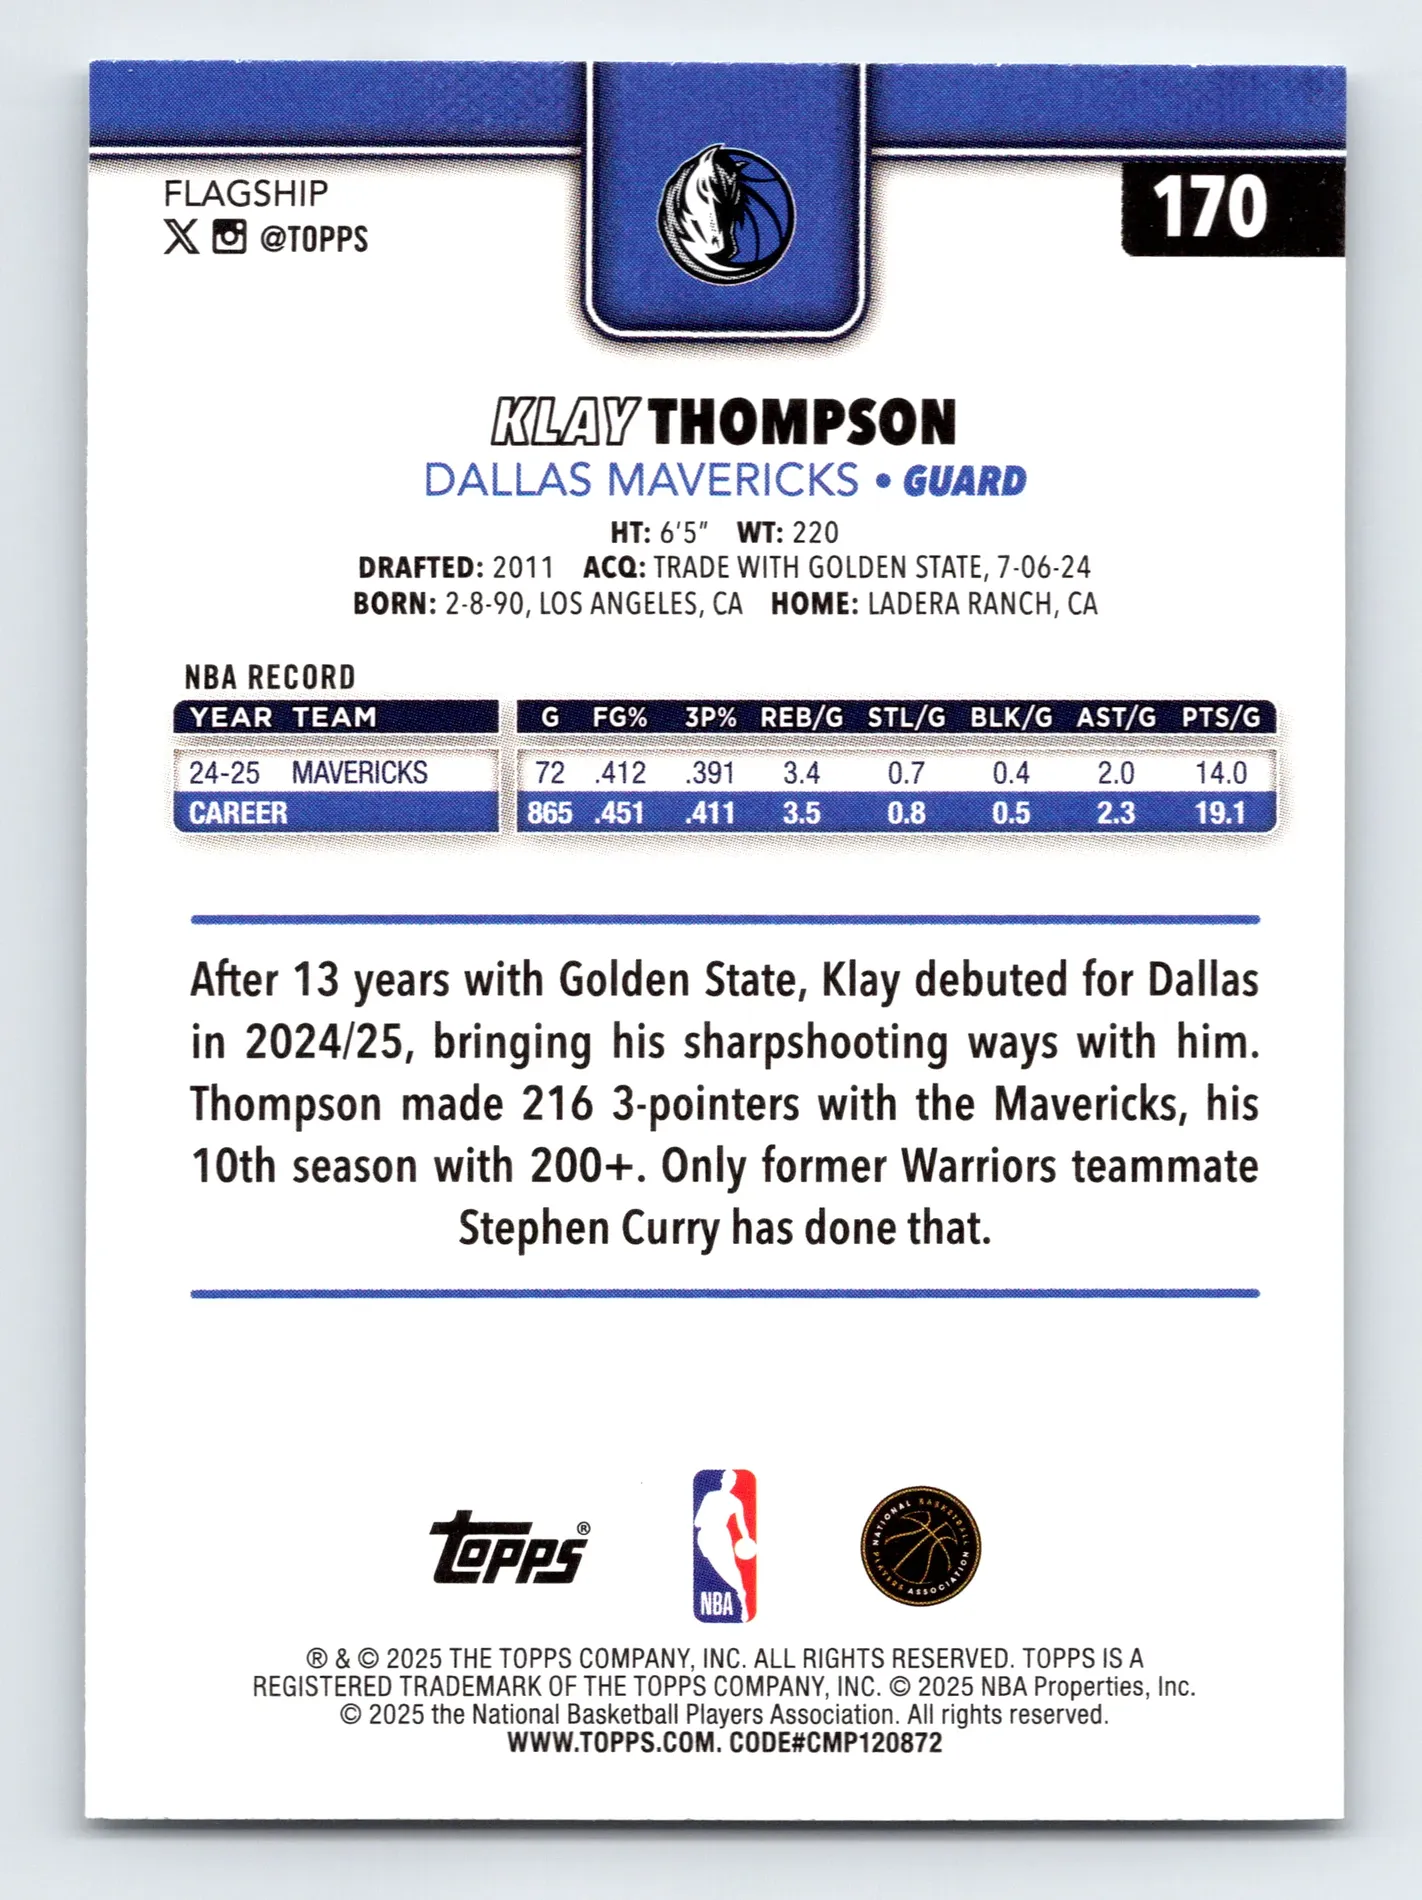 FLAGSHIP
@TOPPS
170
KLAY THOMPSON
DALLAS MAVERICKS • GUARD
HT: 6'5" WT: 220
DRAFTED: 2011 ACQ: TRADE WITH GOLDEN STATE, 7-06-24
BORN: 2-8-90, LOS ANGELES, CA HOME: LADERA RANCH, CA
NBA RECORD
YEAR TEAM G FG% 3P% REB/G STL/G BLK/G AST/G PTS/G
24-25 MAVERICKS 72 .412 .391 3.4 0.7 0.4 2.0 14.0
CAREER 865 .451 .411 3.5 0.8 0.5 2.3 19.1
After 13 years with Golden State, Klay debuted for Dallas
in 2024/25, bringing his sharpshooting ways with him.
Thompson made 216 3-pointers with the Mavericks, his
10th season with 200+. Only former Warriors teammate
Stephen Curry has done that.
Topps®
NBA
NATIONAL BASKETBALL PLAYERS ASSOCIATION
® & © 2025 THE TOPPS COMPANY, INC. ALL RIGHTS RESERVED. TOPPS IS A
REGISTERED TRADEMARK OF THE TOPPS COMPANY, INC. © 2025 NBA Properties, Inc.
© 2025 the National Basketball Players Association. All rights reserved.
WWW.TOPPS.COM. CODE#CMP120872